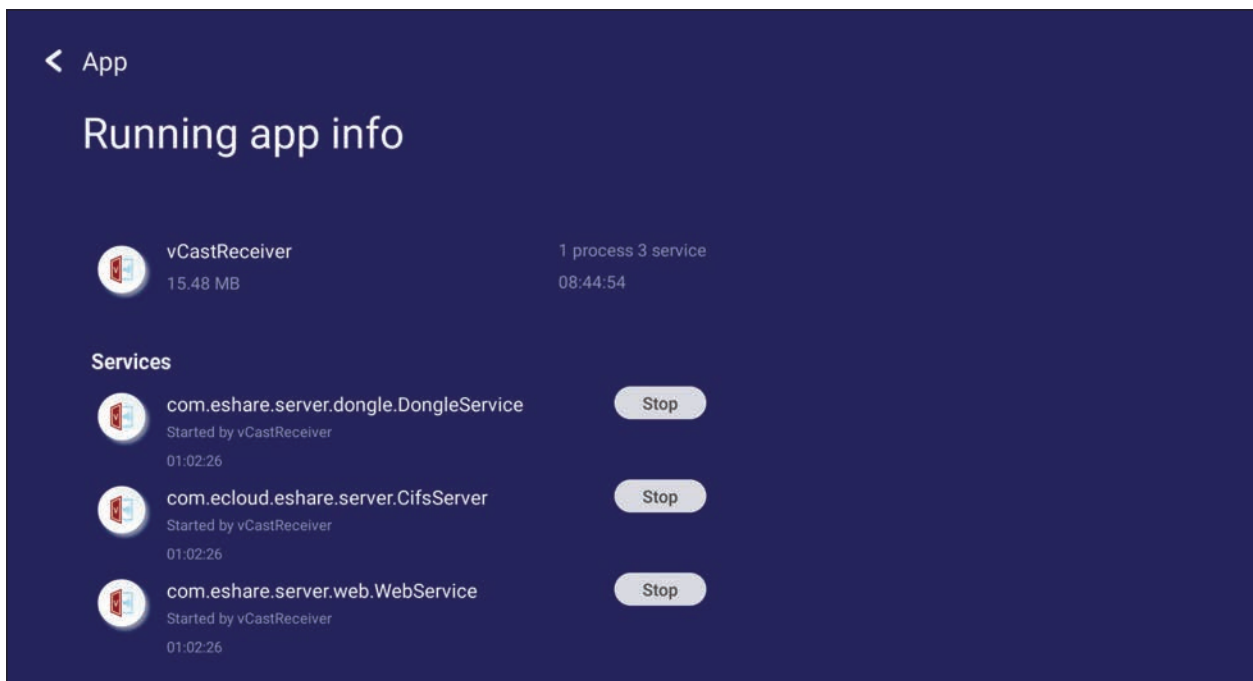 App
Running app info
vCastReceiver
1 process 3 service
15.48 MB
08:44:54
Services
com.eshare.server.dongle.DongleService
Stop
Started by vCastReceiver
01:02:26
com.ecloud.eshare.server.CifsServer
Stop
Started by vCastReceiver
01:02:26
com.eshare.server.web.WebService
Stop
Started by vCastReceiver
01:02:26